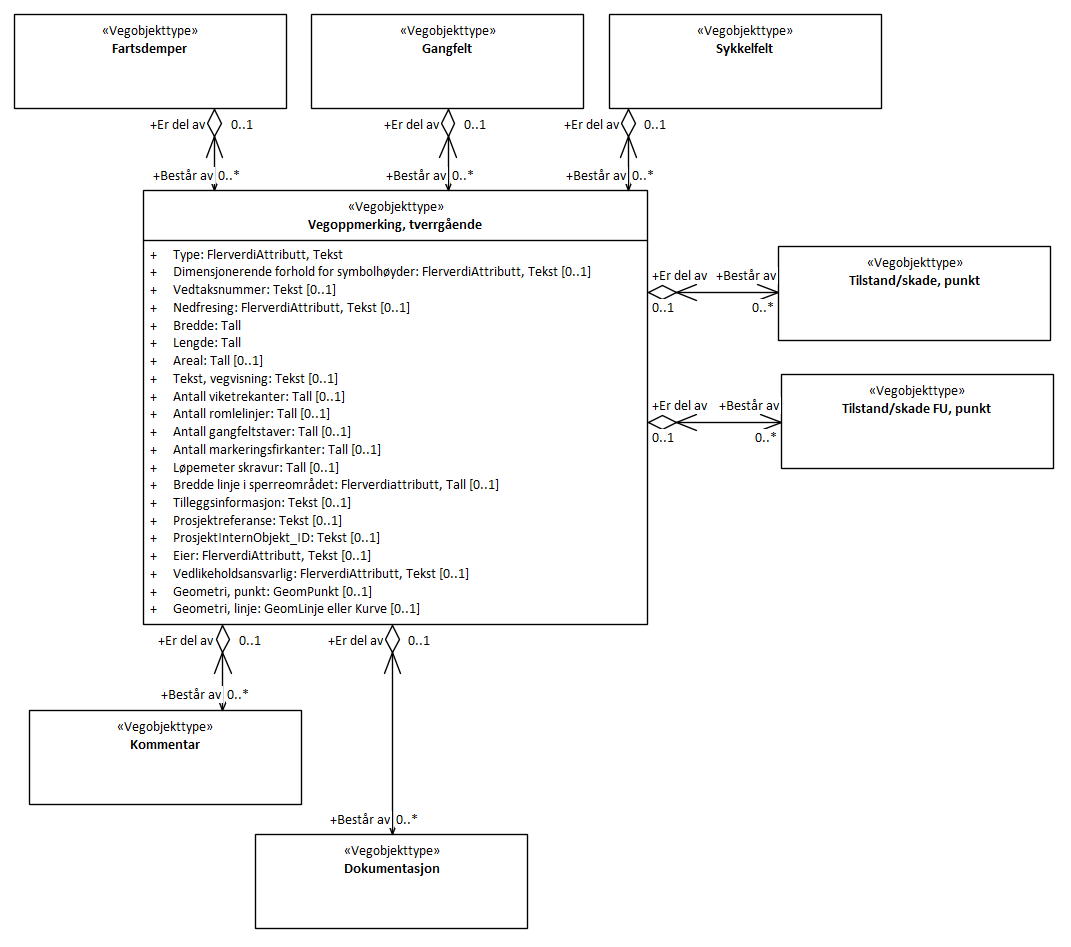 «Vegobjekttype»
Fartsdemper
«Vegobjekttype»
Gangfelt
«Vegobjekttype»
Sykkelfelt
+Er del av 0..1
+Består av 0..*
+Er del av 0..1
+Består av 0..*
+Er del av 0..1
+Består av 0..*
«Vegobjekttype»
Vegoppmerking, tverrgående
+ Type: FlerverdiAttributt, Tekst
+ Dimensjonerende forhold for symbolhøyder: FlerverdiAttributt, Tekst [0..1]
+ Vedtaksnummer: Tekst [0..1]
+ Nedfresing: FlerverdiAttributt, Tekst [0..1]
+ Bredde: Tall
+ Lengde: Tall
+ Areal: Tall [0..1]
+ Tekst, vegvisning: Tekst [0..1]
+ Antall viketrekanter: Tall [0..1]
+ Antall romlelinjer: Tall [0..1]
+ Antall gangfeltstaver: Tall [0..1]
+ Antall markeringsfirkanter: Tall [0..1]
+ Løpemeter skravur: Tall [0..1]
+ Bredde linje i sperreområdet: Flerverdiattributt, Tall [0..1]
+ Tilleggsinformasjon: Tekst [0..1]
+ Prosjektreferanse: Tekst [0..1]
+ ProsjektInternObjekt_ID: Tekst [0..1]
+ Eier: FlerverdiAttributt, Tekst [0..1]
+ Vedlikeholdsansvarlig: FlerverdiAttributt, Tekst [0..1]
+ Geometri, punkt: GeomPunkt [0..1]
+ Geometri, linje: GeomLinje eller Kurve [0..1]
+Er del av +Består av
0..1 0..*
«Vegobjekttype»
Tilstand/skade, punkt
+Er del av +Består av
0..1 0..*
«Vegobjekttype»
Tilstand/skade FU, punkt
+Er del av 0..1
+Består av 0..*
«Vegobjekttype»
Kommentar
+Er del av 0..1
+Består av 0..*
«Vegobjekttype»
Dokumentasjon